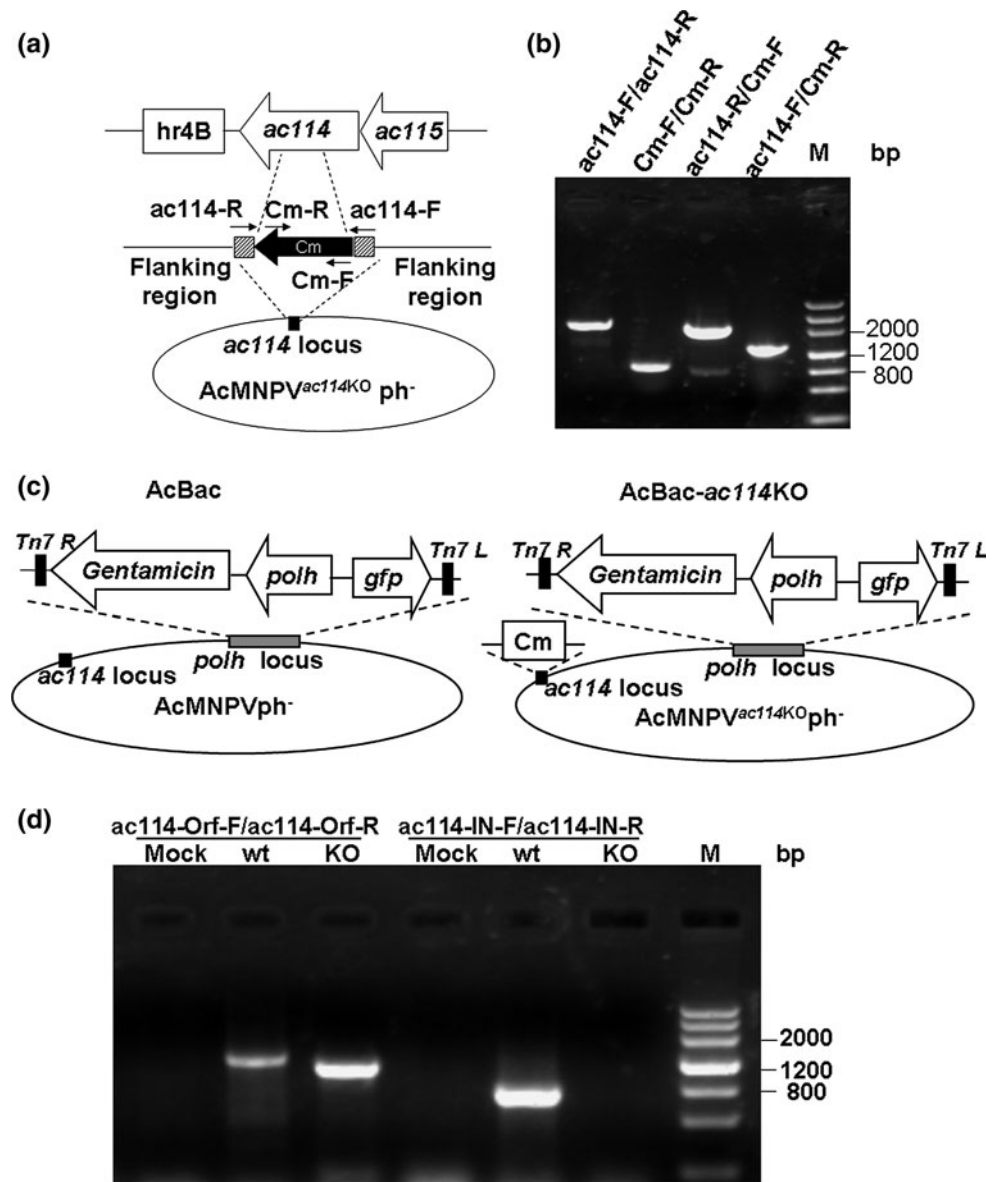 (a)
hr4B
ac114
ac115
ac114-R
Cm-R
ac114-F
Cm
Cm-F
Flanking region
Flanking region
ac114 locus
AcMNPVac114KO ph-
(b)
ac114-F/ac114-R
Cm-F/Cm-R
ac114-R/Cm-F
ac114-F/Cm-R
M
bp
2000
1200
800
(c)
AcBac
Tn7 R
Gentamicin
polh
gfp
Tn7 L
polh locus
ac114 locus
AcMNPVph-
AcBac-ac114KO
Tn7 R
Gentamicin
polh
gfp
Tn7 L
Cm
polh locus
ac114 locus
AcMNPVac114KOph-
(d)
ac114-Orf-F/ac114-Orf-R
ac114-IN-F/ac114-IN-R
Mock wt KO Mock wt KO M bp
2000
1200
800